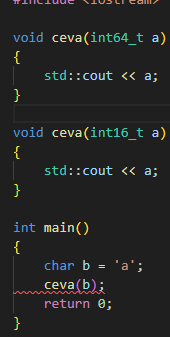 #include <iostream>
void ceva(int64_t a)
{
    std::cout << a;
}
void ceva(int16_t a)
{
    std::cout << a;
}
int main()
{
    char b = 'a';
    ceva(b);
    return 0;
}